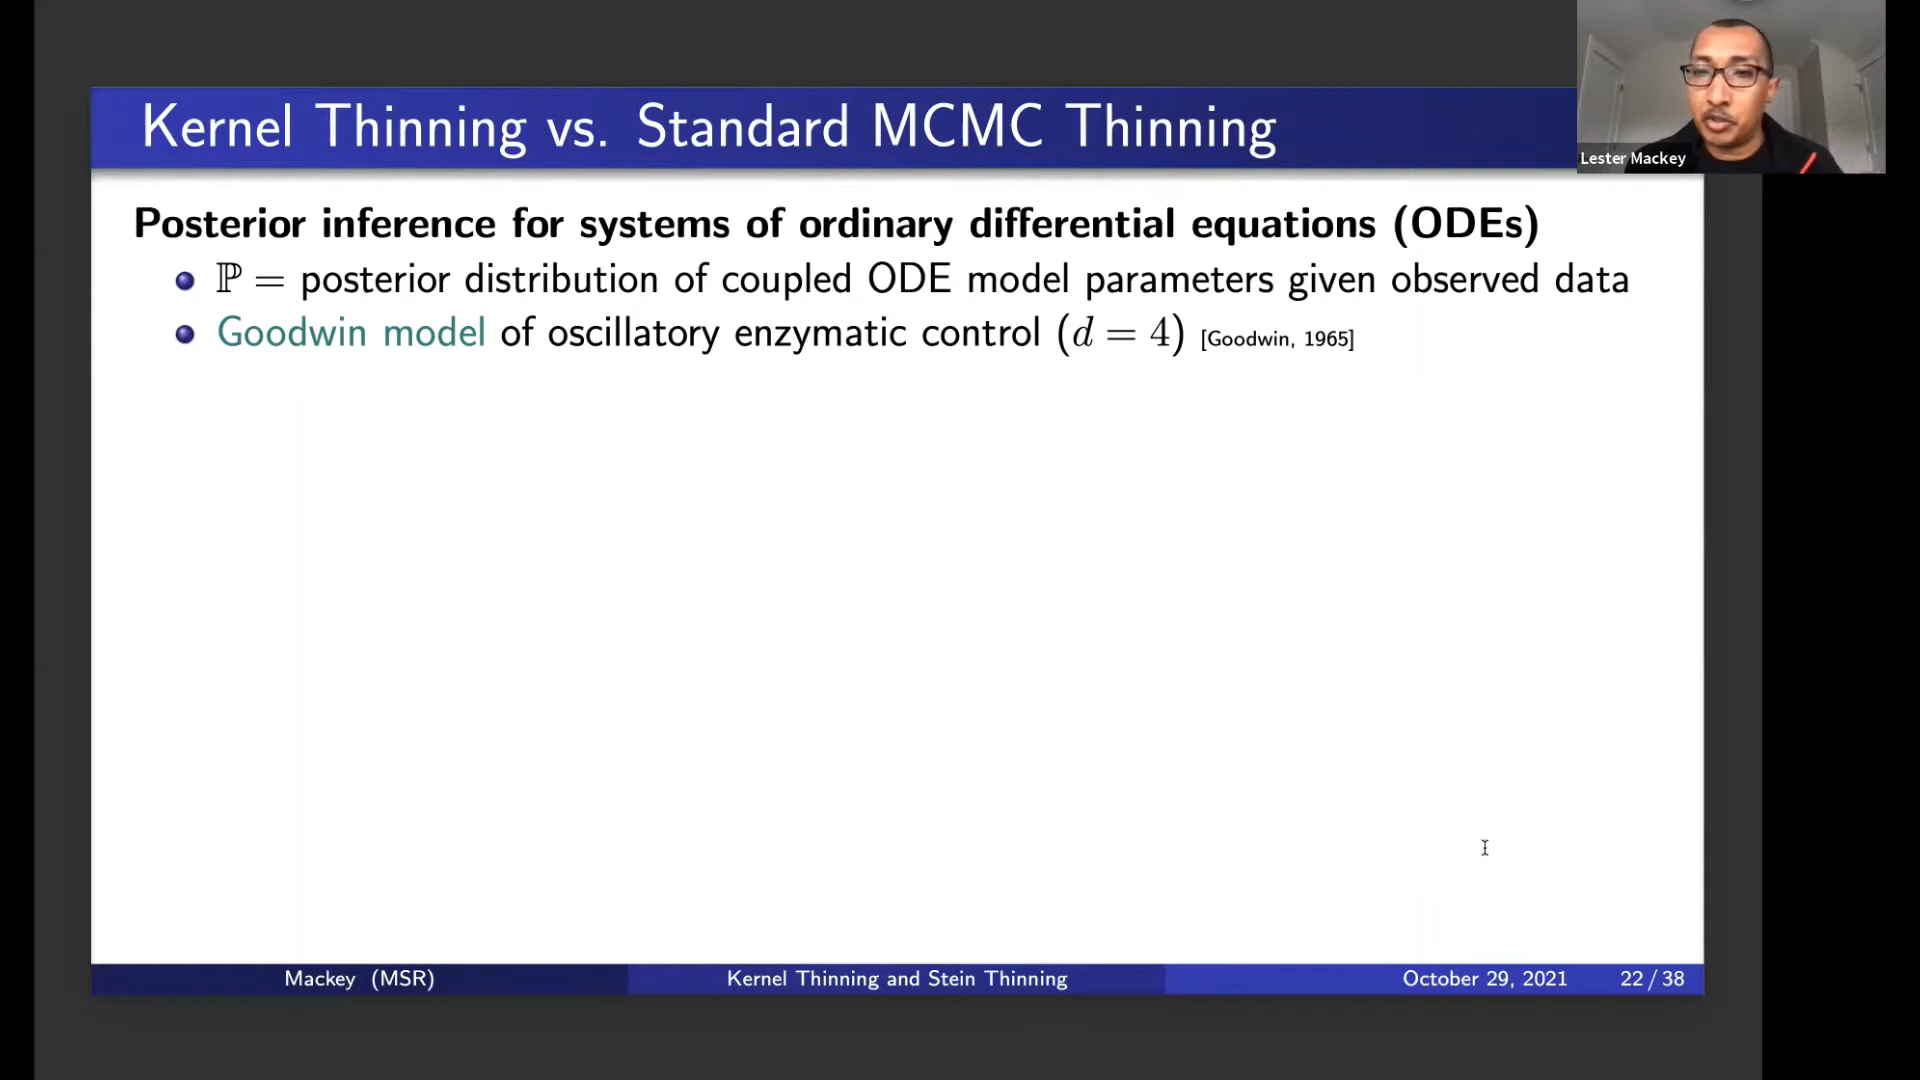 Kernel Thinning vs. Standard MCMC Thinning
Lester Mackey
Posterior inference for systems of ordinary differential equations (ODEs)
ℙ = posterior distribution of coupled ODE model parameters given observed data
Goodwin model of oscillatory enzymatic control (d = 4) [Goodwin, 1965]
Mackey (MSR) Kernel Thinning and Stein Thinning October 29, 2021 22 / 38